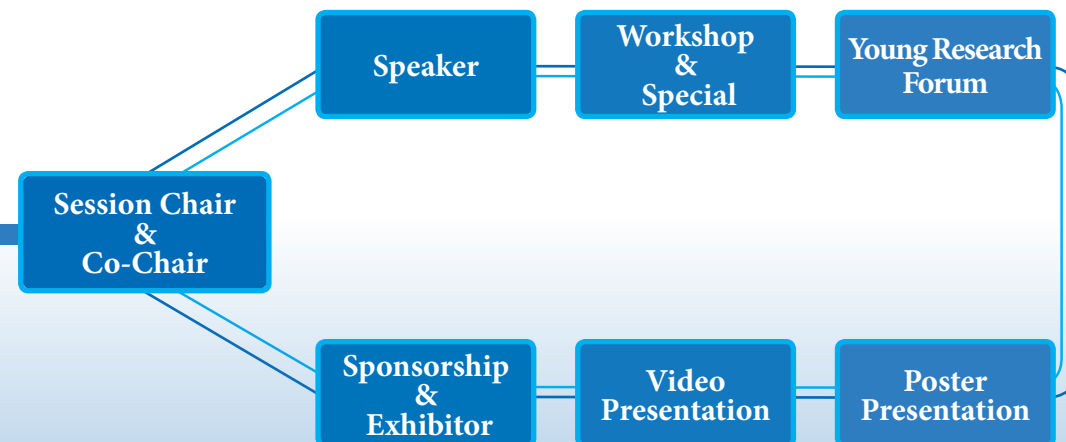 Speaker
Workshop
&
Special
Young Research
Forum
Session Chair
&
Co-Chair
Sponsorship
&
Exhibitor
Video
Presentation
Poster
Presentation